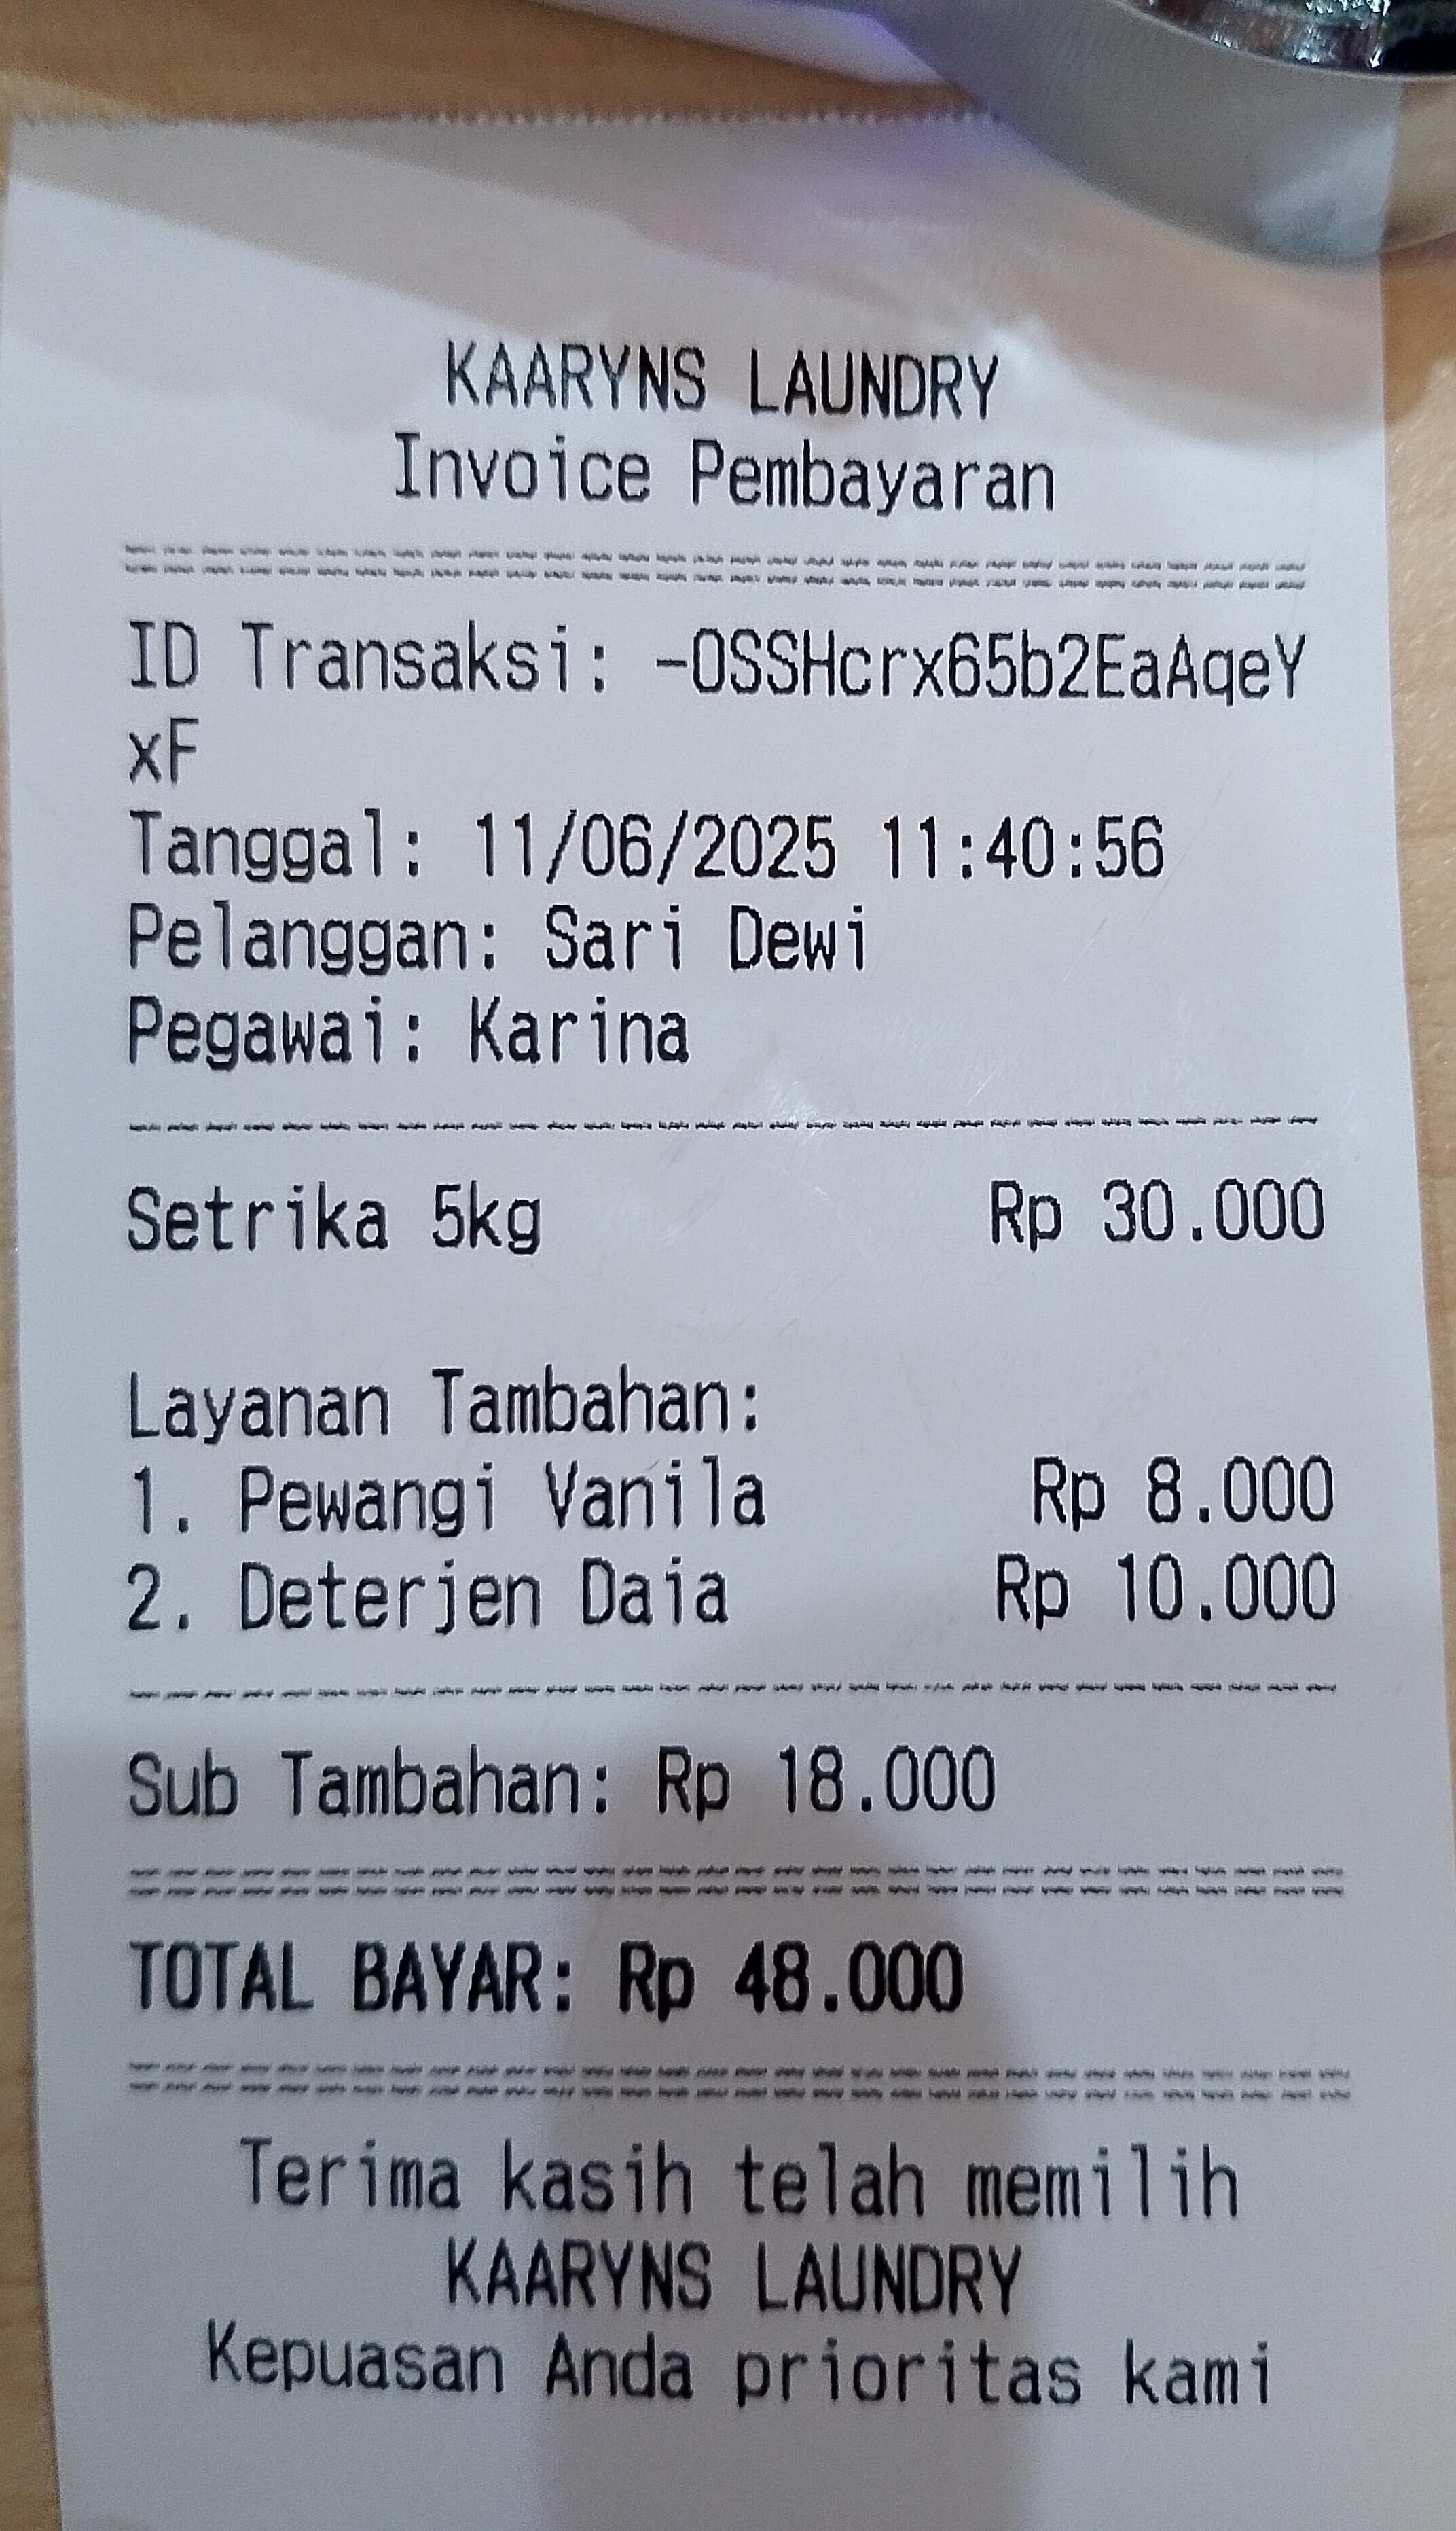 KAARYNS LAUNDRY
Invoice Pembayaran
================================
ID Transaksi: -OSSHcrx65b2EaAqeY
xF
Tanggal: 11/06/2025 11:40:56
Pelanggan: Sari Dewi
Pegawai: Karina
--------------------------------
Setrika 5kg Rp 30.000
Layanan Tambahan:
1. Pewangi Vanila Rp 8.000
2. Deterjen Daia Rp 10.000
--------------------------------
Sub Tambahan: Rp 18.000
================================
TOTAL BAYAR: Rp 48.000
================================
Terima kasih telah memilih
KAARYNS LAUNDRY
Kepuasan Anda prioritas kami